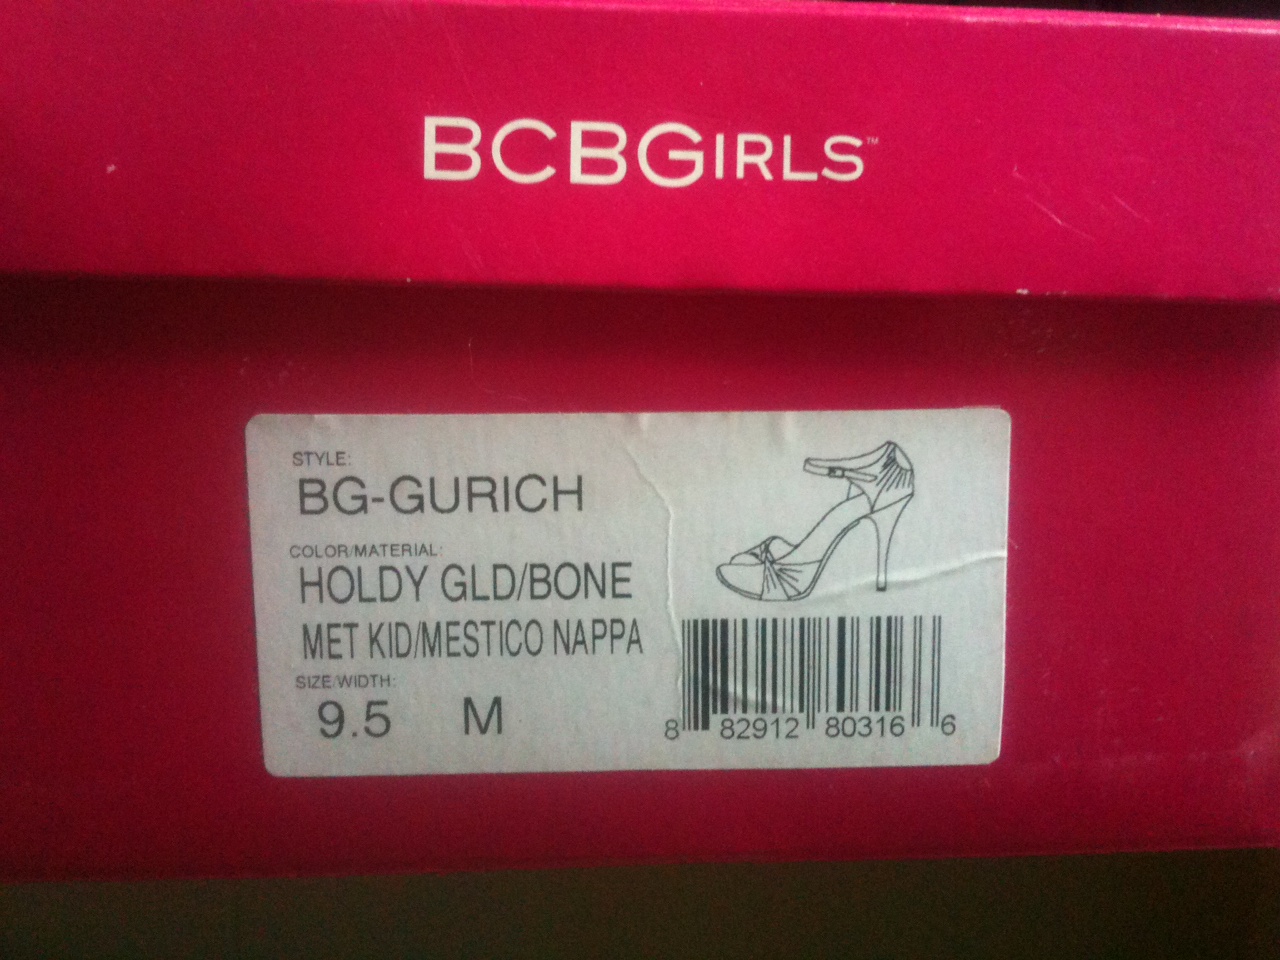 BCBGIRLS™
STYLE:
BG-GURICH
COLOR/MATERIAL:
HOLDY GLD/BONE
MET KID/MESTICO NAPPA
SIZE/WIDTH:
9.5 M
8 82912 80316 6